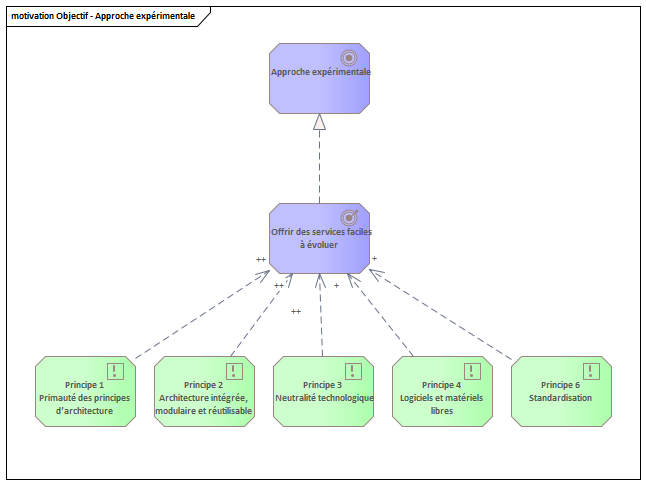 motivation Objectif - Approche expérimentale
Approche expérimentale
Offrir des services faciles
à évoluer
++
++
++
+
+
Principe 1
Primauté des principes
d'architecture
Principe 2
Architecture intégrée,
modulaire et réutilisable
Principe 3
Neutralité technologique
Principe 4
Logiciels et matériels
libres
Principe 6
Standardisation